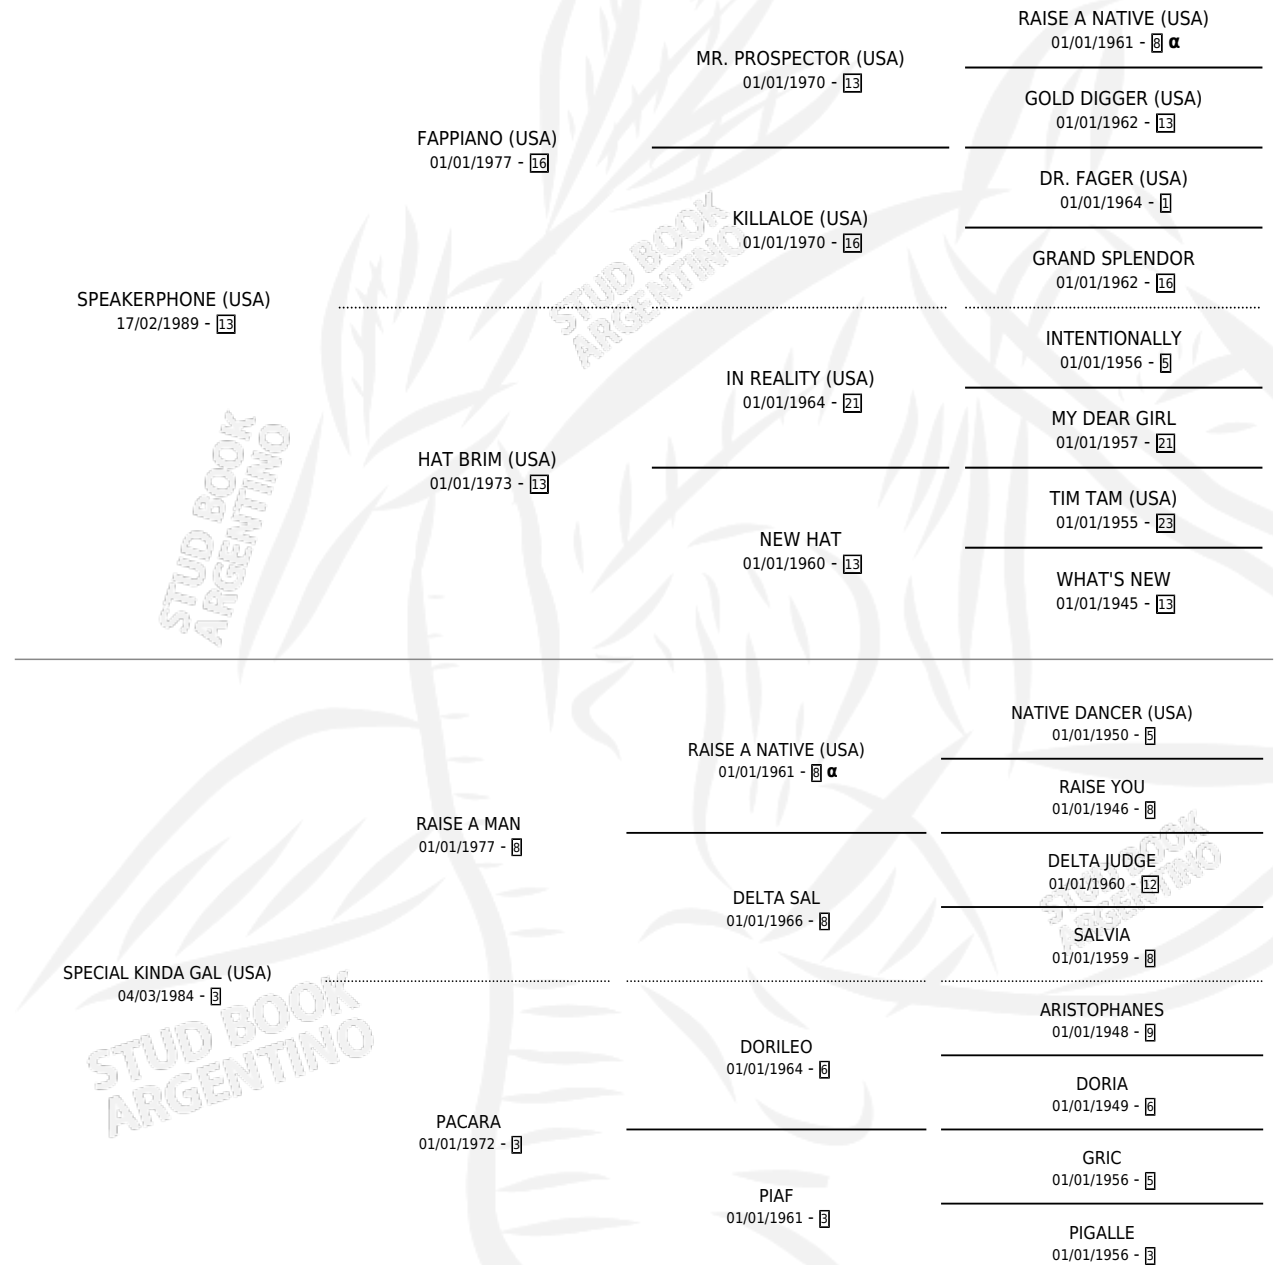 RAISE A NATIVE (USA)
01/01/1961 - 8 α
MR. PROSPECTOR (USA)
01/01/1970 - 13
GOLD DIGGER (USA)
01/01/1962 - 13
FAPPIANO (USA)
01/01/1977 - 16
DR. FAGER (USA)
01/01/1964 - 1
KILLALOE (USA)
01/01/1970 - 16
GRAND SPLENDOR
01/01/1962 - 16
SPEAKERPHONE (USA)
17/02/1989 - 13
INTENTIONALLY
01/01/1956 - 5
IN REALITY (USA)
01/01/1964 - 21
MY DEAR GIRL
01/01/1957 - 21
HAT BRIM (USA)
01/01/1973 - 13
TIM TAM (USA)
01/01/1955 - 23
NEW HAT
01/01/1960 - 13
WHAT'S NEW
01/01/1945 - 13
STUD BOOK
ARGENTINO
STUD BOOK
ARGENTINO
NATIVE DANCER (USA)
01/01/1950 - 5
RAISE A NATIVE (USA)
01/01/1961 - 8 α
RAISE YOU
01/01/1946 - 8
RAISE A MAN
01/01/1977 - 8
DELTA JUDGE
01/01/1960 - 12
DELTA SAL
01/01/1966 - 8
SALVIA
01/01/1959 - 8
SPECIAL KINDA GAL (USA)
04/03/1984 - 3
ARISTOPHANES
01/01/1948 - 9
DORILEO
01/01/1964 - 6
DORIA
01/01/1949 - 6
PACARA
01/01/1972 - 3
GRIC
01/01/1956 - 5
PIAF
01/01/1961 - 3
PIGALLE
01/01/1956 - 3
STUD BOOK
ARGENTINO
STUD BOOK
ARGENTINO